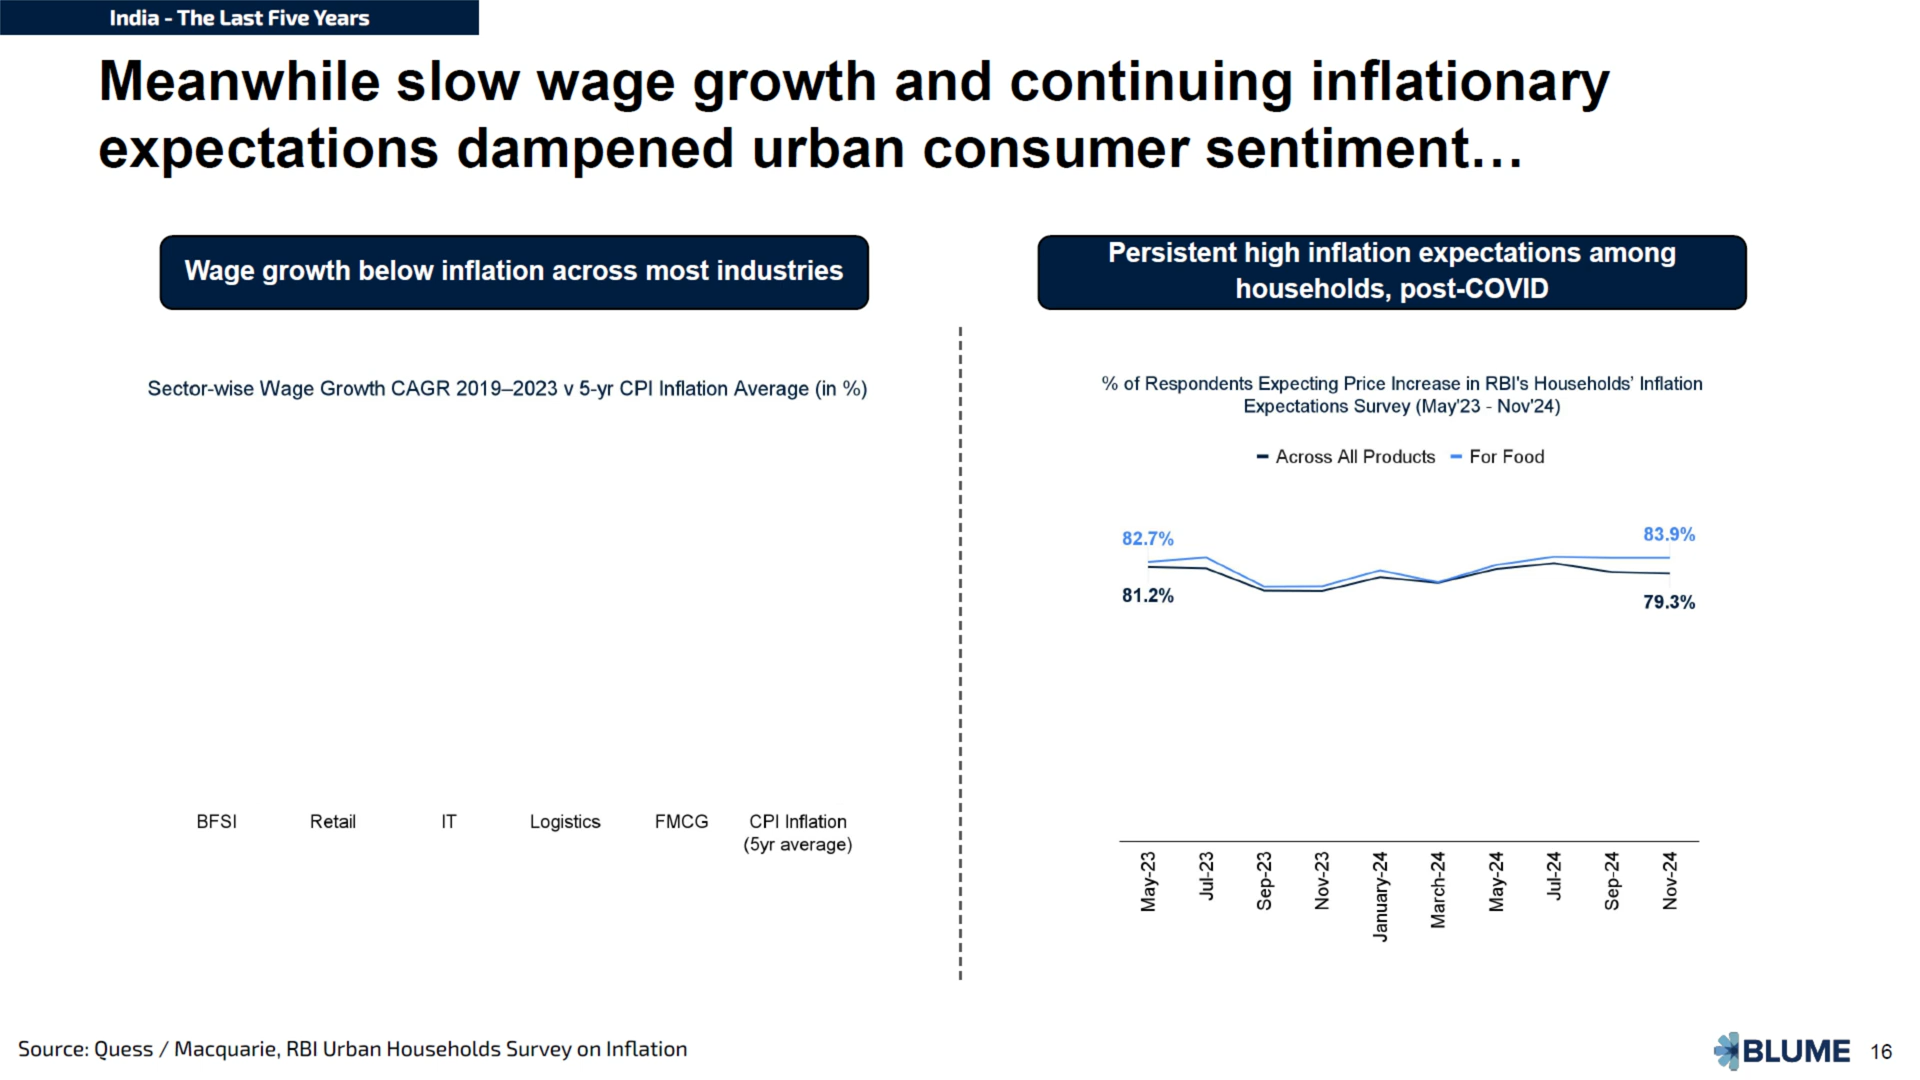 India - The Last Five Years
Meanwhile slow wage growth and continuing inflationary
expectations dampened urban consumer sentiment…
Wage growth below inflation across most industries
Sector-wise Wage Growth CAGR 2019–2023 v 5-yr CPI Inflation Average (in %)
BFSI
Retail
IT
Logistics
FMCG
CPI Inflation
(5yr average)
Persistent high inflation expectations among
households, post-COVID
% of Respondents Expecting Price Increase in RBI's Households’ Inflation
Expectations Survey (May'23 - Nov'24)
Across All Products
For Food
82.7%
83.9%
81.2%
79.3%
May-23
Jul-23
Sep-23
Nov-23
January-24
March-24
May-24
Jul-24
Sep-24
Nov-24
Source: Quess / Macquarie, RBI Urban Households Survey on Inflation
BLUME
16